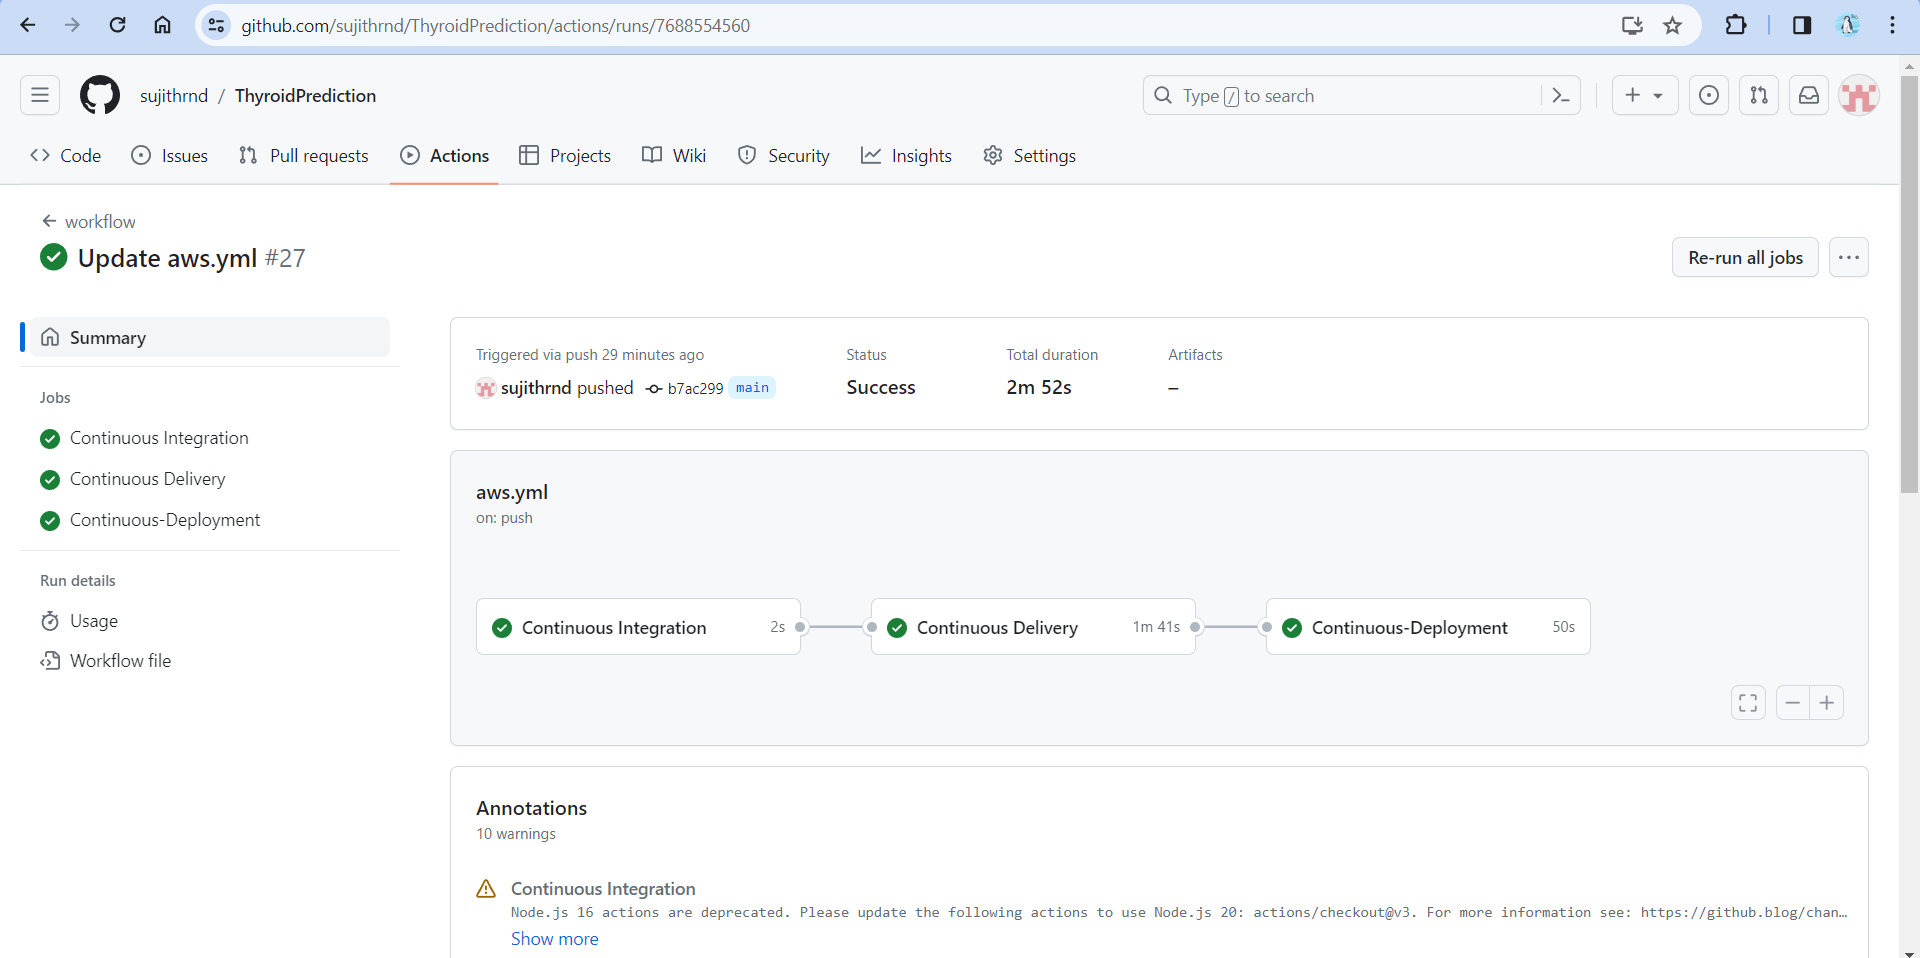 github.com/sujithrnd/ThyroidPrediction/actions/runs/7688554560
sujithrnd / ThyroidPrediction
Type / to search
Code Issues Pull requests Actions Projects Wiki Security Insights Settings
workflow
Update aws.yml #27
Re-run all jobs
Summary
Jobs
Continuous Integration
Continuous Delivery
Continuous-Deployment
Run details
Usage
Workflow file
Triggered via push 29 minutes ago
sujithrnd pushed b7ac299 main
Status
Success
Total duration
2m 52s
Artifacts
–
aws.yml
on: push
Continuous Integration 2s
Continuous Delivery 1m 41s
Continuous-Deployment 50s
Annotations
10 warnings
Continuous Integration
Node.js 16 actions are deprecated. Please update the following actions to use Node.js 20: actions/checkout@v3. For more information see: https://github.blog/chan…
Show more